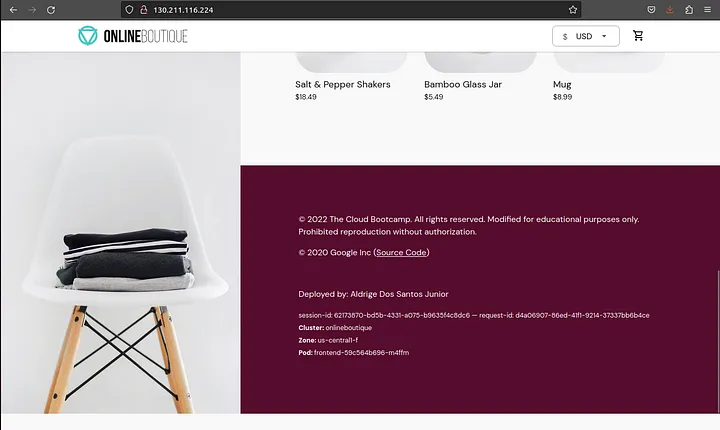 130.211.116.224
ONLINEBOUTIQUE
$ USD
Salt & Pepper Shakers
$18.49
Bamboo Glass Jar
$5.49
Mug
$8.99
© 2022 The Cloud Bootcamp. All rights reserved. Modified for educational purposes only.
Prohibited reproduction without authorization.
© 2020 Google Inc (Source Code)
Deployed by: Aldrige Dos Santos Junior
session-id: 62173870-bd5b-4331-a075-b9635f4c8dc6 — request-id: d4a06907-86ed-41f1-9214-37337bb6b4ce
Cluster: onlineboutique
Zone: us-central1-f
Pod: frontend-59c564b696-m4ffm